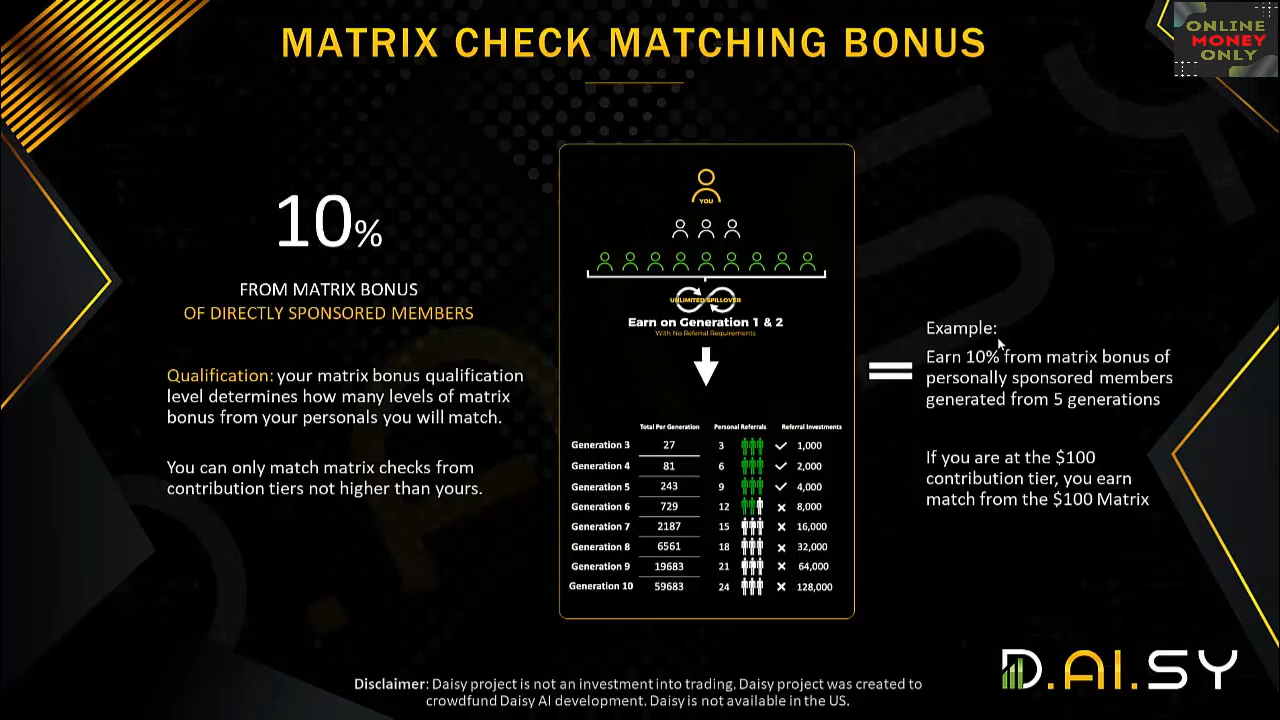 MATRIX CHECK MATCHING BONUS
ONLINE
MONEY
ONLY
10%
FROM MATRIX BONUS
OF DIRECTLY SPONSORED MEMBERS
Qualification: your matrix bonus qualification
level determines how many levels of matrix
bonus from your personals you will match.
You can only match matrix checks from
contribution tiers not higher than yours.
YOU
UNLIMITED SPILLOVER
Earn on Generation 1 & 2
With No Referral Requirements
Total Per Generation Personal Referrals Referral Investments
Generation 3 27 3 ✓ 1,000
Generation 4 81 6 ✓ 2,000
Generation 5 243 9 ✓ 4,000
Generation 6 729 12 × 8,000
Generation 7 2187 15 × 16,000
Generation 8 6561 18 × 32,000
Generation 9 19683 21 × 64,000
Generation 10 59683 24 × 128,000
=
Example:
Earn 10% from matrix bonus of
personally sponsored members
generated from 5 generations
If you are at the $100
contribution tier, you earn
match from the $100 Matrix
D.AI.SY
Disclaimer: Daisy project is not an investment into trading. Daisy project was created to
crowdfund Daisy AI development. Daisy is not available in the US.